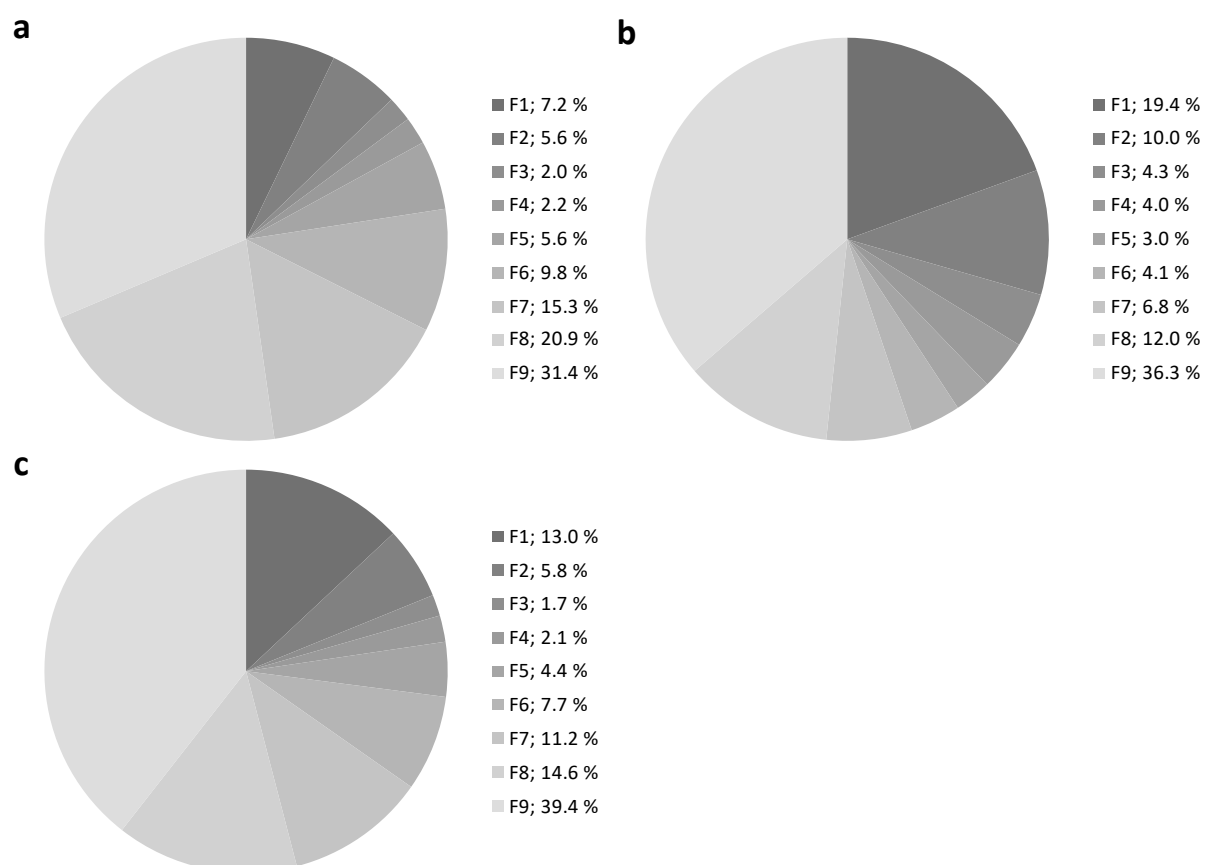 a
F1; 7.2 %
F2; 5.6 %
F3; 2.0 %
F4; 2.2 %
F5; 5.6 %
F6; 9.8 %
F7; 15.3 %
F8; 20.9 %
F9; 31.4 %
b
F1; 19.4 %
F2; 10.0 %
F3; 4.3 %
F4; 4.0 %
F5; 3.0 %
F6; 4.1 %
F7; 6.8 %
F8; 12.0 %
F9; 36.3 %
c
F1; 13.0 %
F2; 5.8 %
F3; 1.7 %
F4; 2.1 %
F5; 4.4 %
F6; 7.7 %
F7; 11.2 %
F8; 14.6 %
F9; 39.4 %